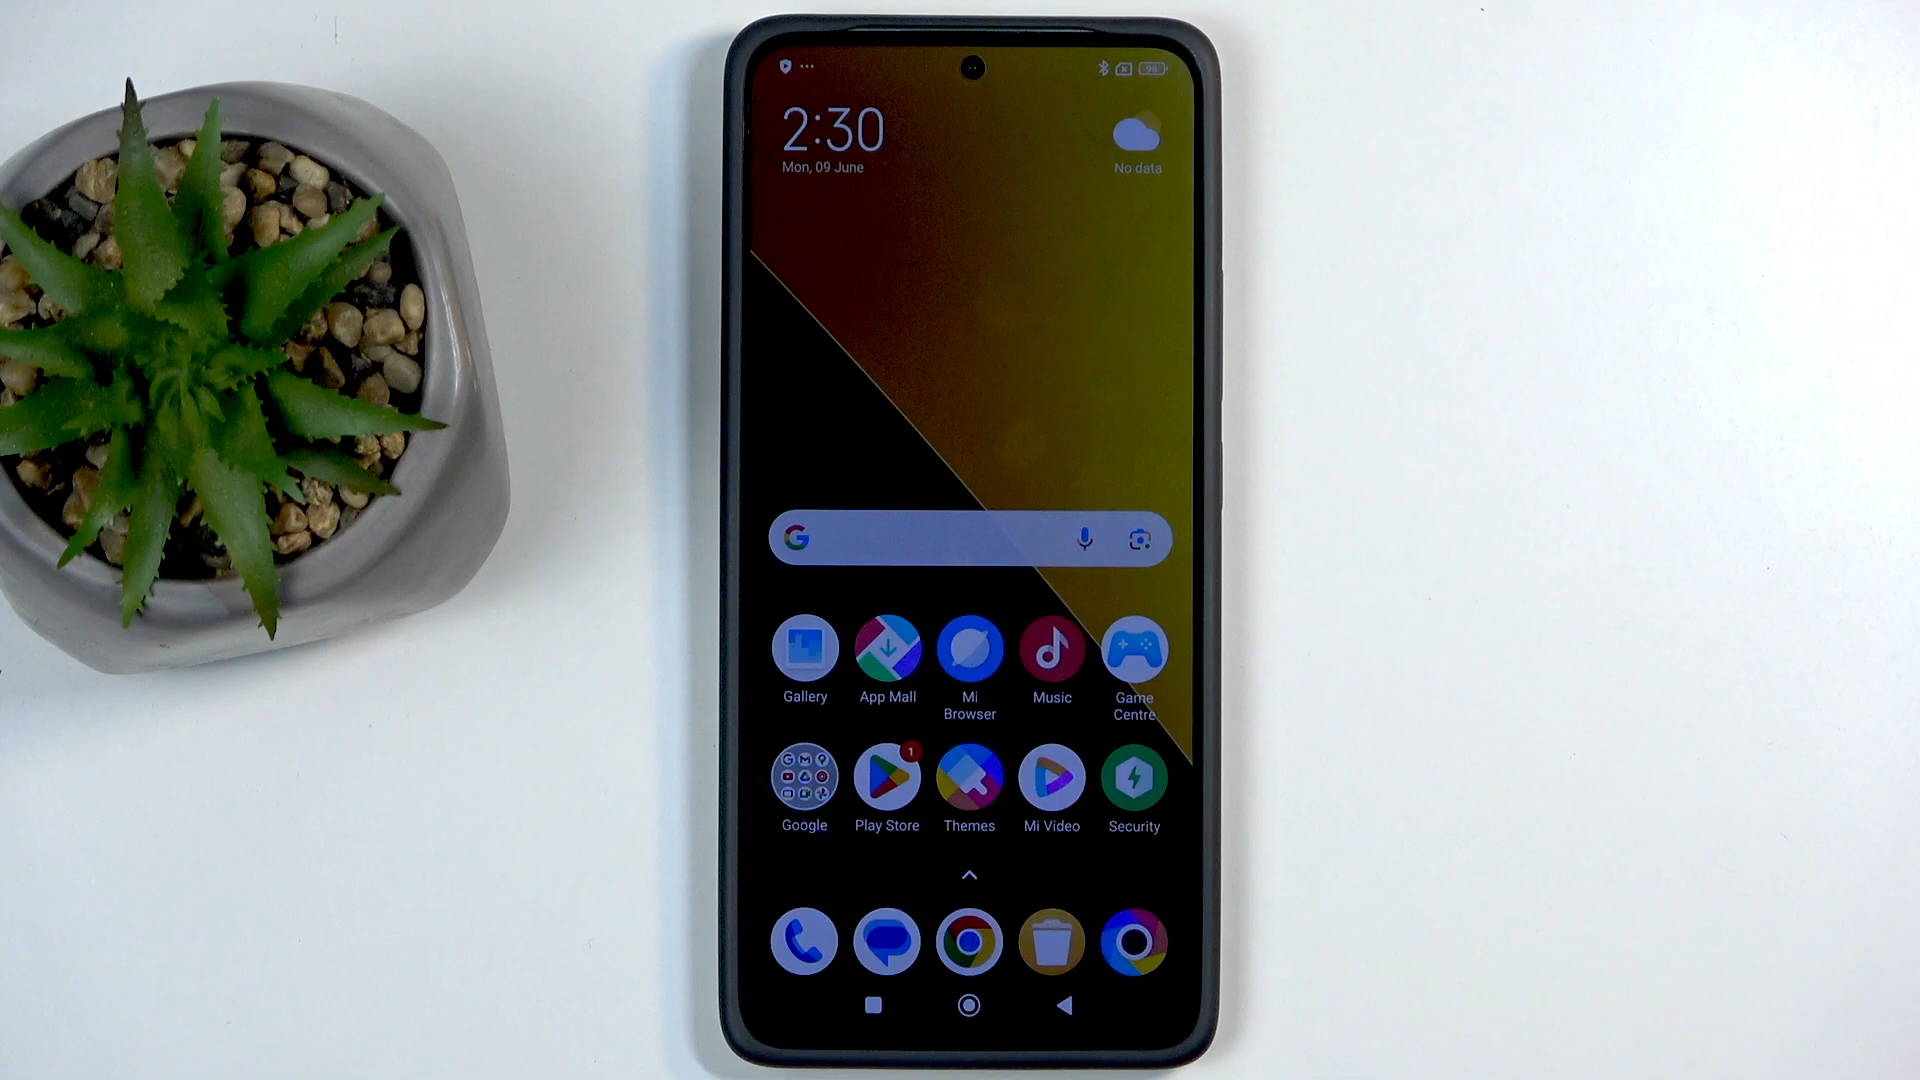 98
2:30
Mon, 09 June
No data
Gallery
App Mall
Mi
Browser
Music
Game
Centre
1
Google
Play Store
Themes
Mi Video
Security